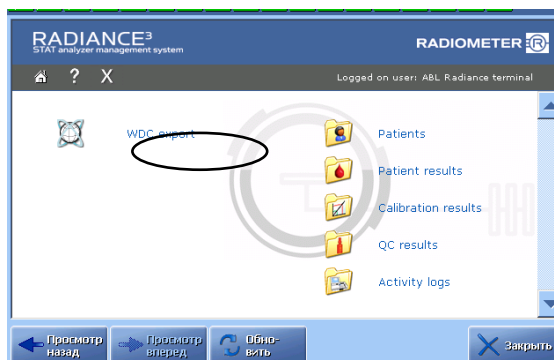 RADIANCE³
STAT analyzer management system
RADIOMETER R
? X
Logged on user: ABL Radiance terminal
WDC export
Patients
Patient results
Calibration results
QC results
Activity logs
Просмотр
назад
Просмотр
вперед
Обно-
вить
Закрыть